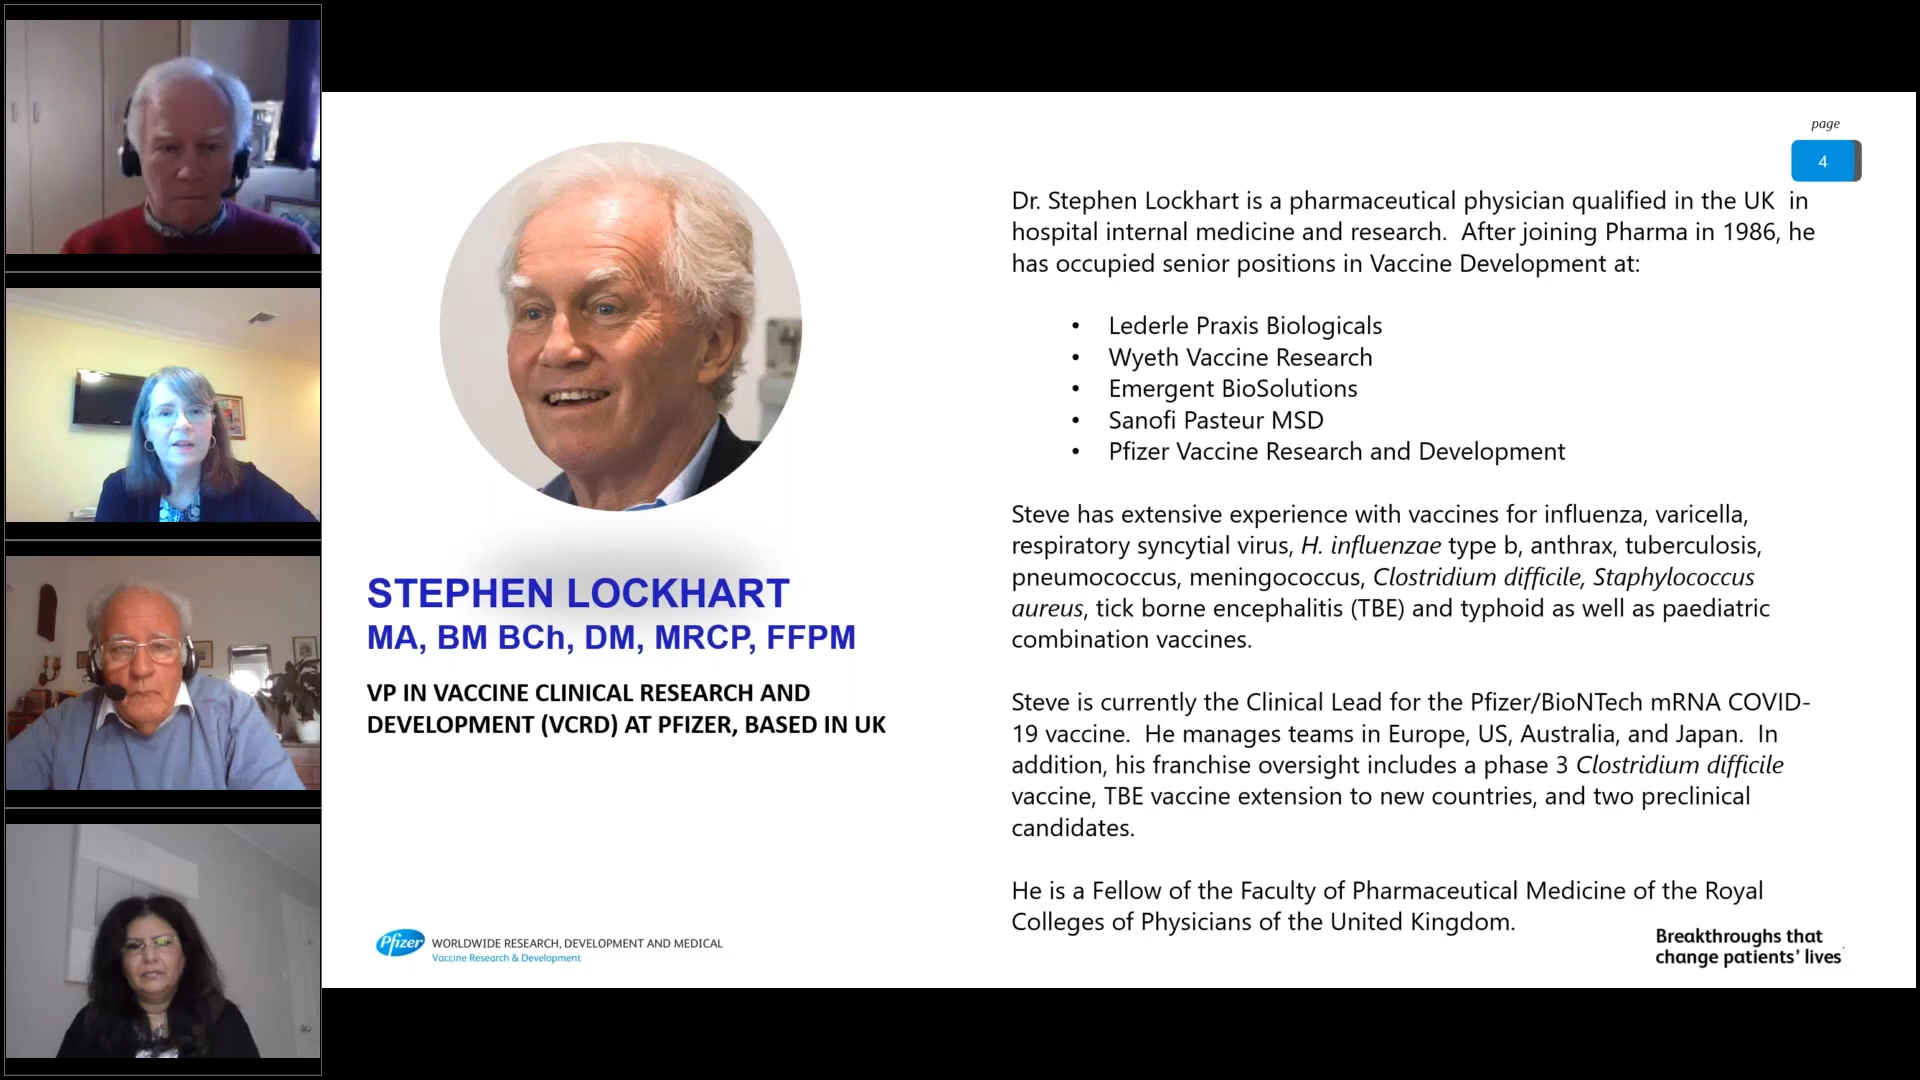 page
4
Dr. Stephen Lockhart is a pharmaceutical physician qualified in the UK  in
hospital internal medicine and research.  After joining Pharma in 1986, he
has occupied senior positions in Vaccine Development at:
• Lederle Praxis Biologicals
• Wyeth Vaccine Research
• Emergent BioSolutions
• Sanofi Pasteur MSD
• Pfizer Vaccine Research and Development
Steve has extensive experience with vaccines for influenza, varicella,
respiratory syncytial virus, H. influenzae type b, anthrax, tuberculosis,
pneumococcus, meningococcus, Clostridium difficile, Staphylococcus
aureus, tick borne encephalitis (TBE) and typhoid as well as paediatric
combination vaccines.
Steve is currently the Clinical Lead for the Pfizer/BioNTech mRNA COVID-
19 vaccine.  He manages teams in Europe, US, Australia, and Japan.  In
addition, his franchise oversight includes a phase 3 Clostridium difficile
vaccine, TBE vaccine extension to new countries, and two preclinical
candidates.
He is a Fellow of the Faculty of Pharmaceutical Medicine of the Royal
Colleges of Physicians of the United Kingdom.
STEPHEN LOCKHART
MA, BM BCh, DM, MRCP, FFPM
VP IN VACCINE CLINICAL RESEARCH AND
DEVELOPMENT (VCRD) AT PFIZER, BASED IN UK
Pfizer
WORLDWIDE RESEARCH, DEVELOPMENT AND MEDICAL
Vaccine Research & Development
Breakthroughs that
change patients' lives